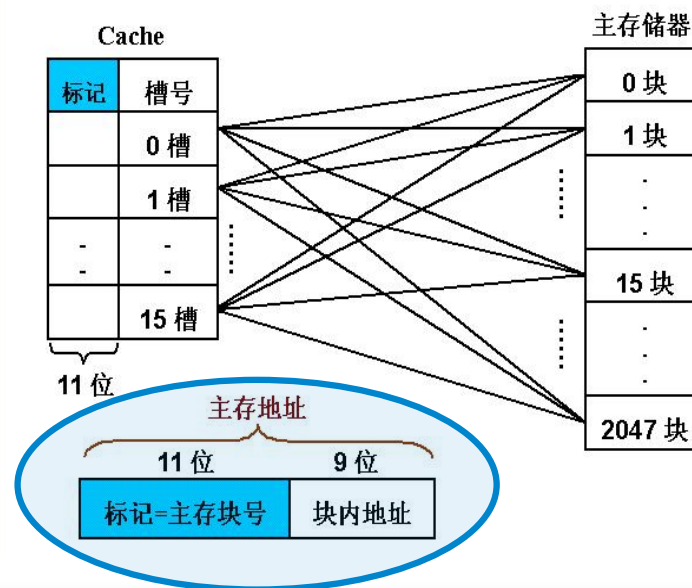 Cache
主存储器
标记 槽号
0 槽
1 槽
15 槽
11 位
0 块
1 块
15 块
2047 块
主存地址
11 位 9 位
标记=主存块号 块内地址